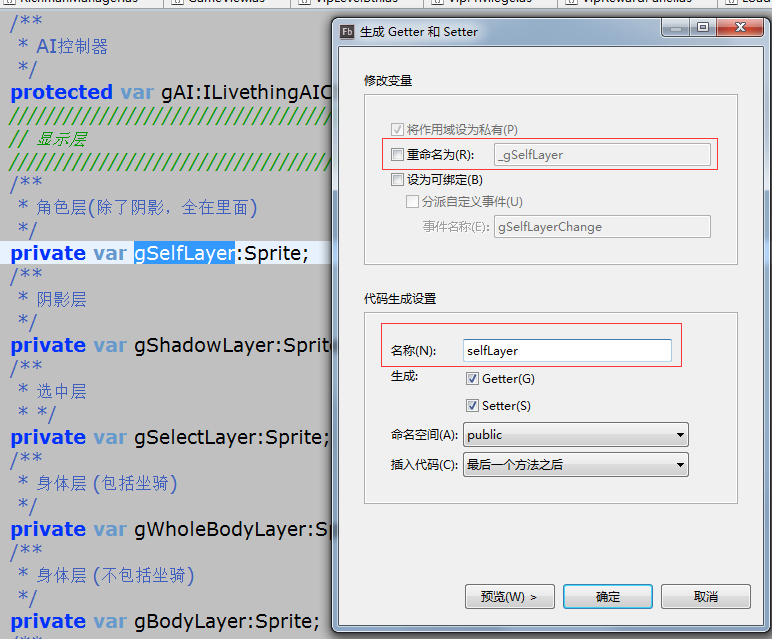 GameView.as
/**
* AI控制器
*/
protected var gAI:ILivethingAIC
////////////////////////////////////
// 显示层
////////////////////////////////////
/**
* 角色层(除了阴影，全在里面)
*/
private var gSelfLayer:Sprite;
/**
* 阴影层
*/
private var gShadowLayer:Sprite
/**
* 选中层
* */
private var gSelectLayer:Sprite;
/**
* 身体层 (包括坐骑)
*/
private var gWholeBodyLayer:Sp
/**
* 身体层 (不包括坐骑)
*/
private var gBodyLayer:Sprite;
/**
Fb 生成 Getter 和 Setter
修改变量
将作用域设为私有(P)
重命名为(R): _gSelfLayer
设为可绑定(B)
分派自定义事件(U)
事件名称(E): gSelfLayerChange
代码生成设置
名称(N): selfLayer
生成: Getter(G)
Setter(S)
命名空间(A): public
插入代码(C): 最后一个方法之后
预览(W) > 确定 取消